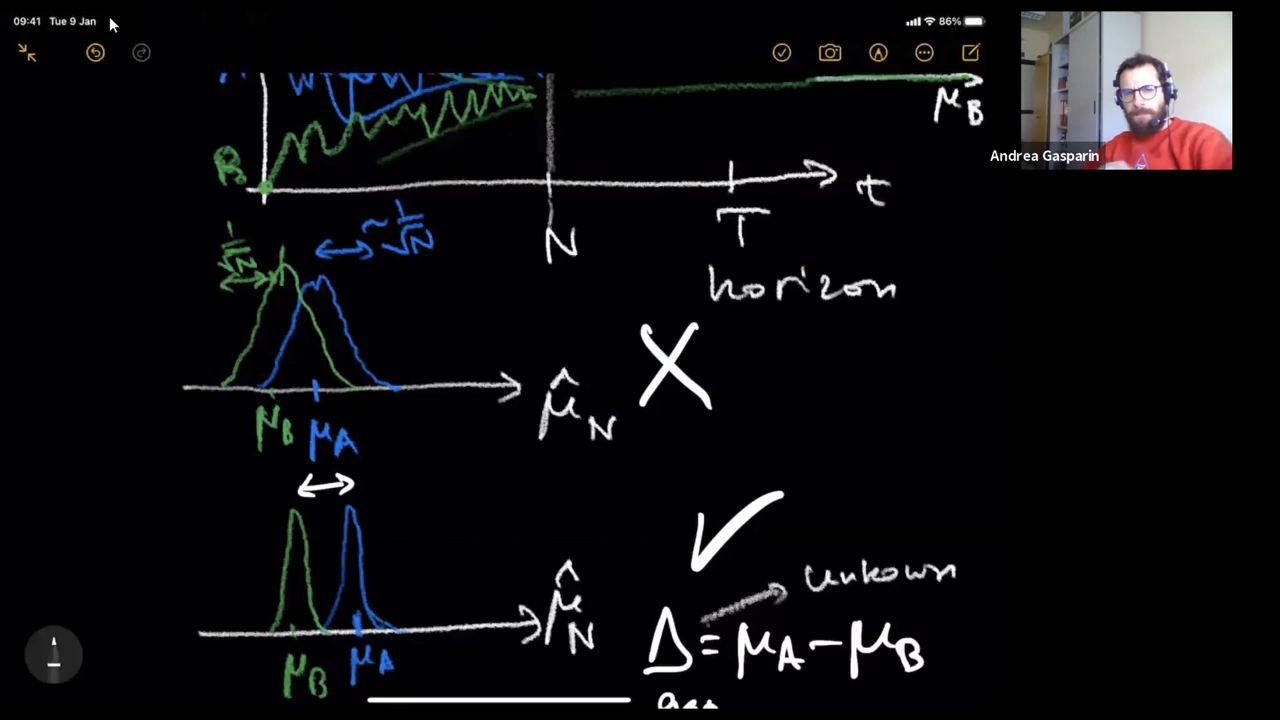 09:41 Tue 9 Jan
86%
μ_B
B
t
N
T
horizon
1/√N
~ 1/√N
μ̂_N
μ_B μ_A
μ̂_N
unkown
Δ = μ_A − μ_B
μ_B μ_A
Andrea Gasparin